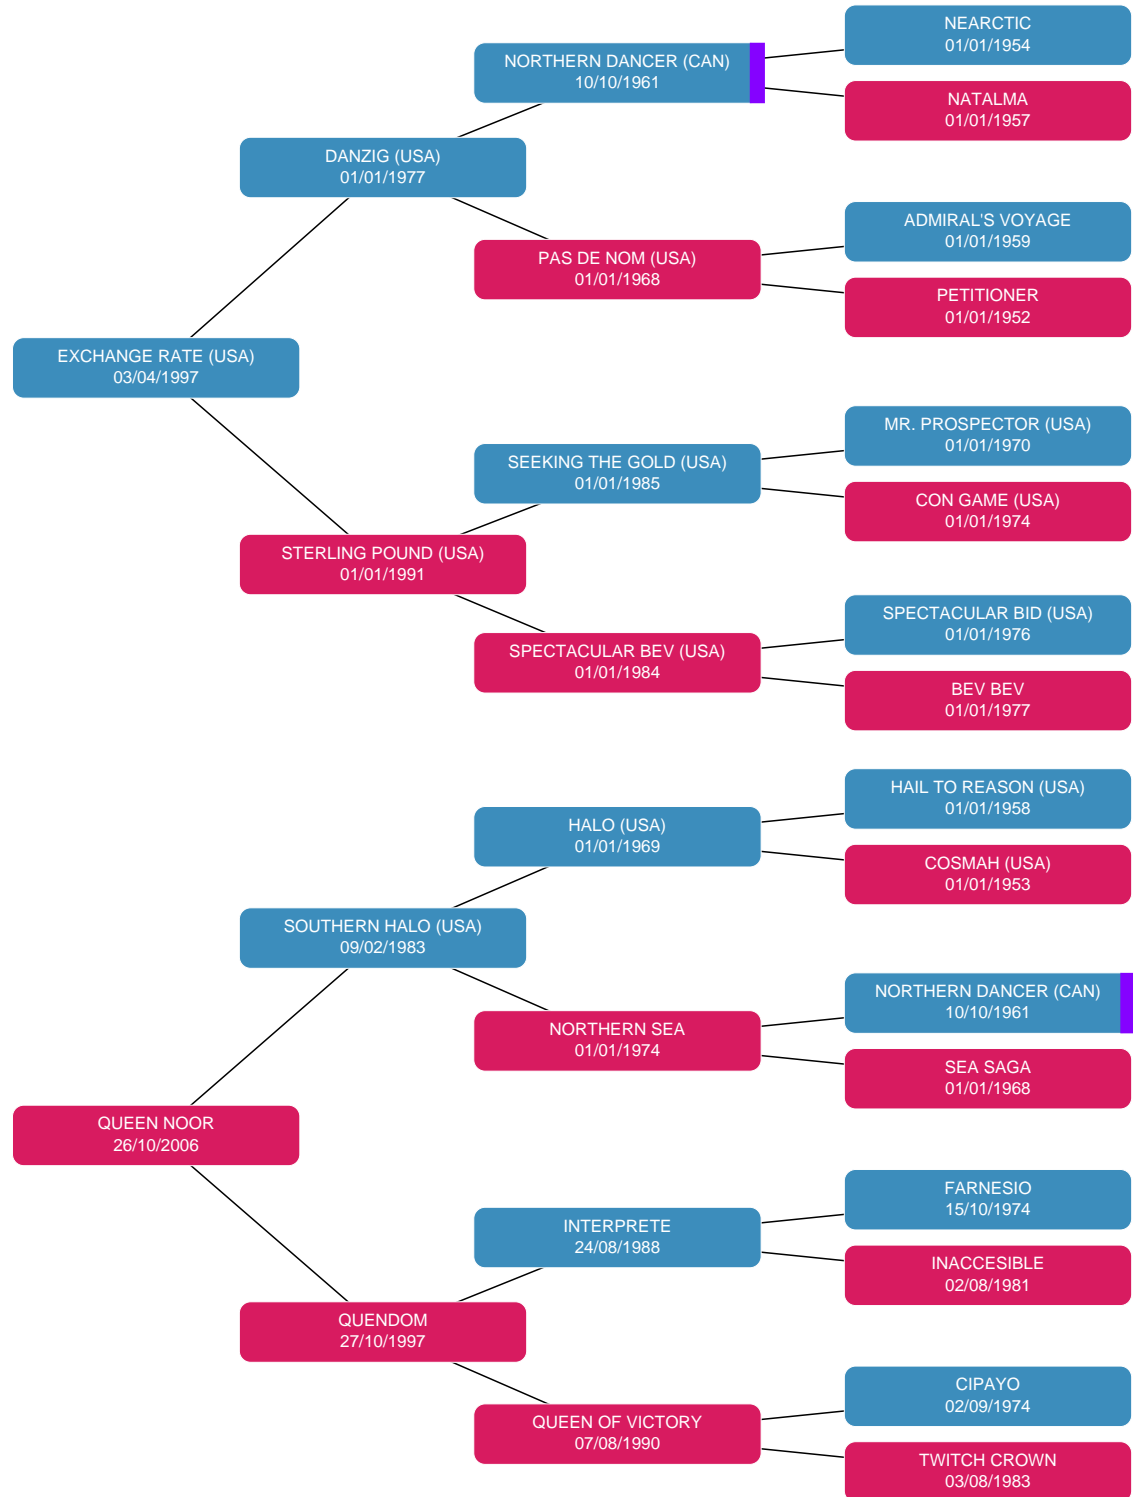 NEARCTIC
01/01/1954
NORTHERN DANCER (CAN)
10/10/1961
NATALMA
01/01/1957
DANZIG (USA)
01/01/1977
ADMIRAL'S VOYAGE
01/01/1959
PAS DE NOM (USA)
01/01/1968
PETITIONER
01/01/1952
EXCHANGE RATE (USA)
03/04/1997
MR. PROSPECTOR (USA)
01/01/1970
SEEKING THE GOLD (USA)
01/01/1985
CON GAME (USA)
01/01/1974
STERLING POUND (USA)
01/01/1991
SPECTACULAR BID (USA)
01/01/1976
SPECTACULAR BEV (USA)
01/01/1984
BEV BEV
01/01/1977
HAIL TO REASON (USA)
01/01/1958
HALO (USA)
01/01/1969
COSMAH (USA)
01/01/1953
SOUTHERN HALO (USA)
09/02/1983
NORTHERN DANCER (CAN)
10/10/1961
NORTHERN SEA
01/01/1974
SEA SAGA
01/01/1968
QUEEN NOOR
26/10/2006
FARNESIO
15/10/1974
INTERPRETE
24/08/1988
INACCESIBLE
02/08/1981
QUENDOM
27/10/1997
CIPAYO
02/09/1974
QUEEN OF VICTORY
07/08/1990
TWITCH CROWN
03/08/1983